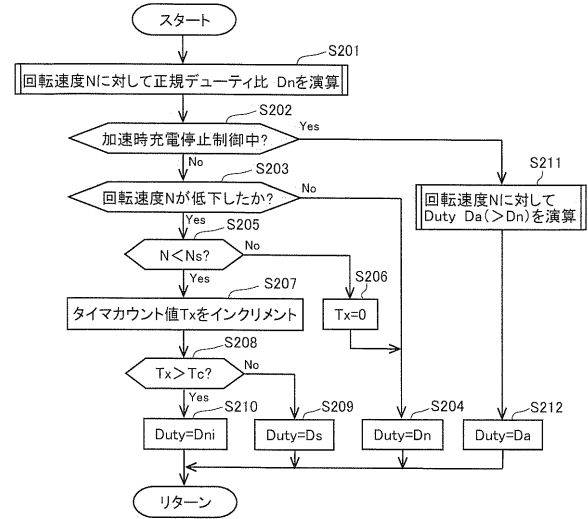 スタート
S201
回転速度Nに対して正規デューティ比 Dnを演算
S202
加速時充電停止制御中?
Yes
No
S203
回転速度Nが低下したか?
No
Yes
S211
回転速度Nに対して
Duty Da(>Dn)を演算
S205
N<Ns?
No
Yes
S206
Tx=0
S207
タイマカウント値Txをインクリメント
S208
Tx>Tc?
No
Yes
S210
Duty=Dni
S209
Duty=Ds
S204
Duty=Dn
S212
Duty=Da
リターン